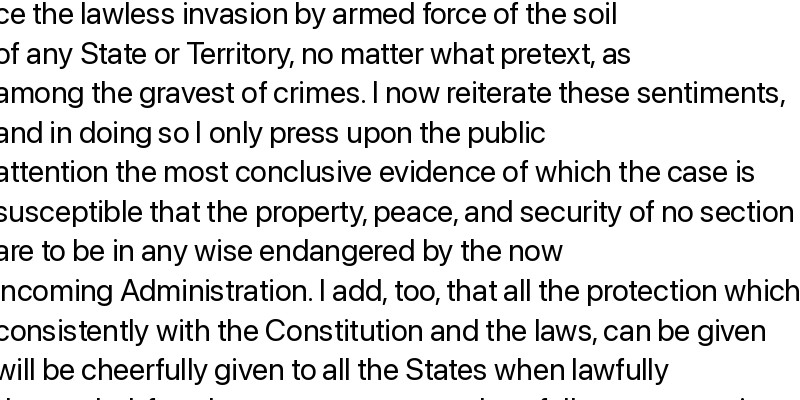 ce the lawless invasion by armed force of the soil
of any State or Territory, no matter what pretext, as
among the gravest of crimes. I now reiterate these sentiments,
and in doing so I only press upon the public
attention the most conclusive evidence of which the case is
susceptible that the property, peace, and security of no section
are to be in any wise endangered by the now
incoming Administration. I add, too, that all the protection which
consistently with the Constitution and the laws, can be given
will be cheerfully given to all the States when lawfully